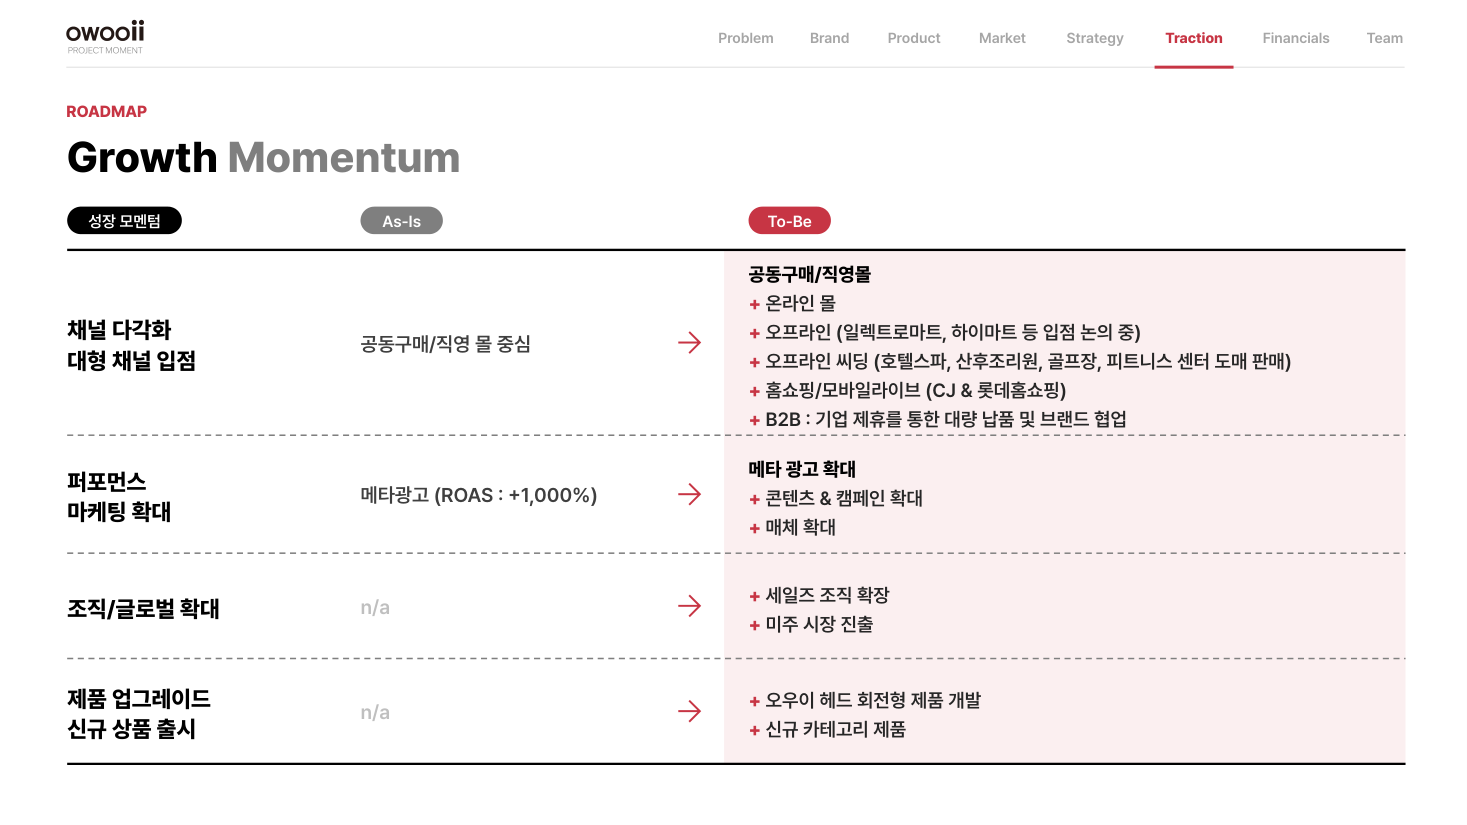 owooii
PROJECT MOMENT
Problem Brand Product Market Strategy Traction Financials Team
ROADMAP
Growth Momentum
성장 모멘텀 As-Is To-Be
채널 다각화
대형 채널 입점
공동구매/직영 몰 중심 →
공동구매/직영몰
+ 온라인 몰
+ 오프라인 (일렉트로마트, 하이마트 등 입점 논의 중)
+ 오프라인 씨딩 (호텔스파, 산후조리원, 골프장, 피트니스 센터 도매 판매)
+ 홈쇼핑/모바일라이브 (CJ & 롯데홈쇼핑)
+ B2B : 기업 제휴를 통한 대량 납품 및 브랜드 협업
퍼포먼스
마케팅 확대
메타광고 (ROAS : +1,000%) →
메타 광고 확대
+ 콘텐츠 & 캠페인 확대
+ 매체 확대
조직/글로벌 확대
n/a →
+ 세일즈 조직 확장
+ 미주 시장 진출
제품 업그레이드
신규 상품 출시
n/a →
+ 오우이 헤드 회전형 제품 개발
+ 신규 카테고리 제품